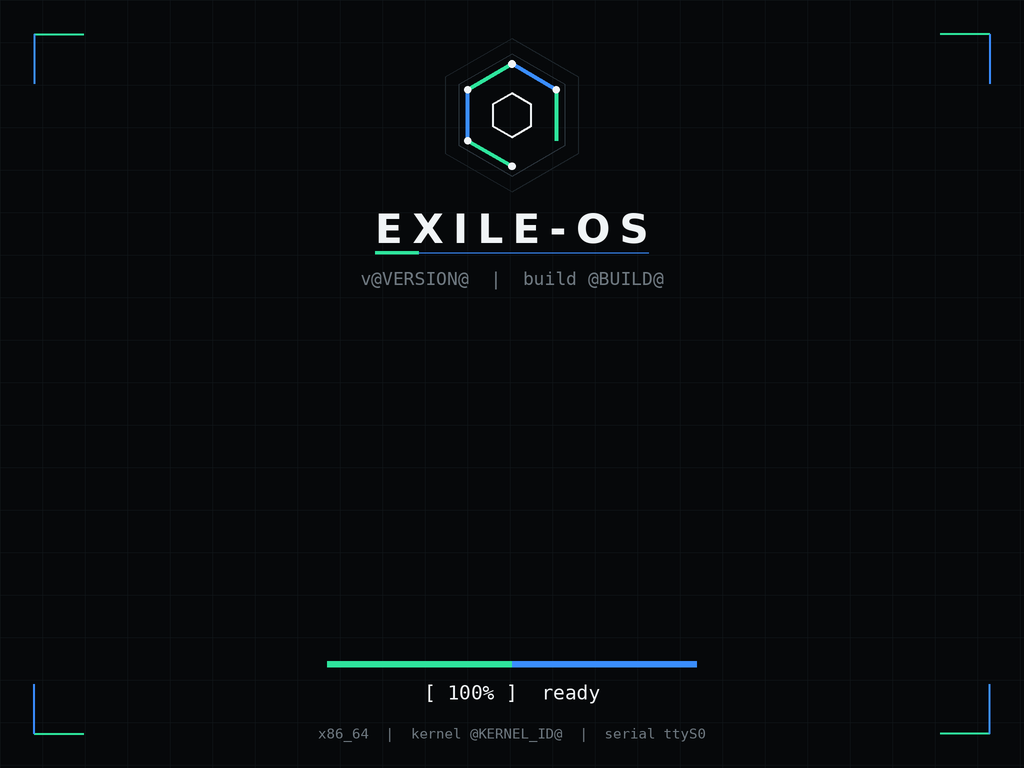 EXILE-OS
v@VERSION@ | build @BUILD@
[ 100% ] ready
x86_64 | kernel @KERNEL_ID@ | serial ttyS0